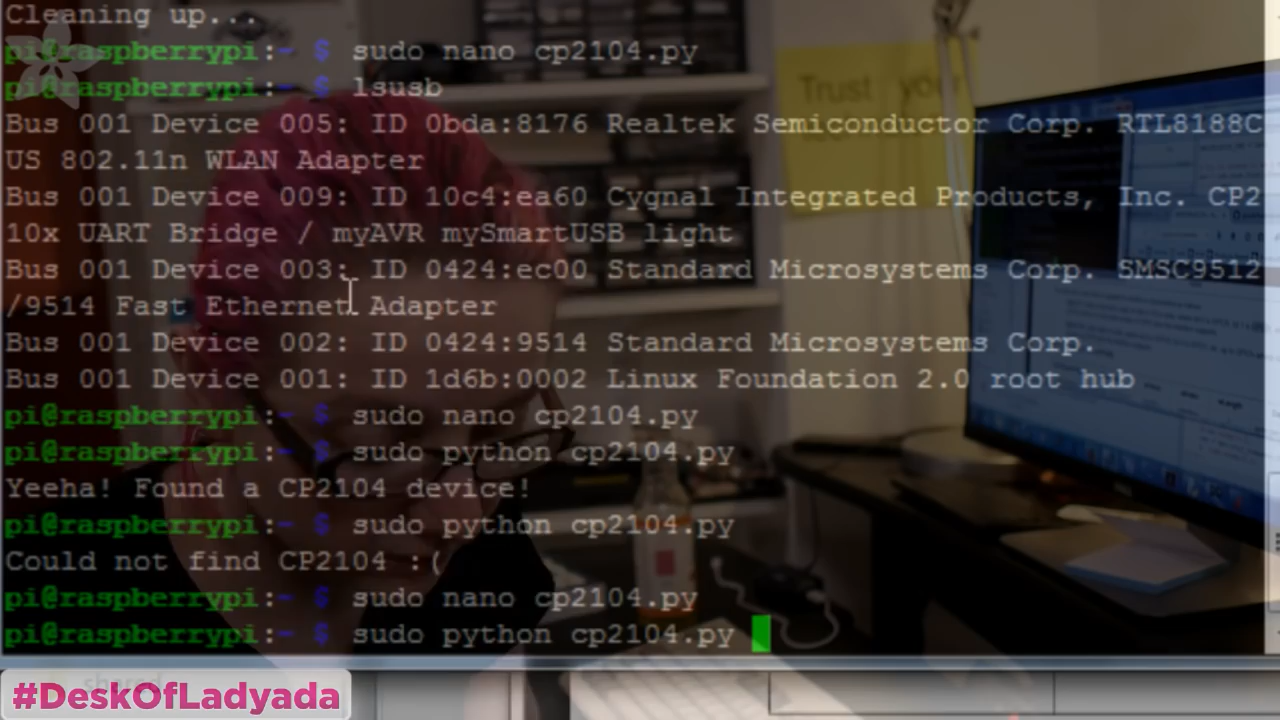 Cleaning up...
pi@raspberrypi:~ $ sudo nano cp2104.py
pi@raspberrypi:~ $ lsusb
Bus 001 Device 005: ID 0bda:8176 Realtek Semiconductor Corp. RTL8188C
US 802.11n WLAN Adapter
Bus 001 Device 009: ID 10c4:ea60 Cygnal Integrated Products, Inc. CP2
10x UART Bridge / myAVR mySmartUSB light
Bus 001 Device 003: ID 0424:ec00 Standard Microsystems Corp. SMSC9512
/9514 Fast Ethernet Adapter
Bus 001 Device 002: ID 0424:9514 Standard Microsystems Corp.
Bus 001 Device 001: ID 1d6b:0002 Linux Foundation 2.0 root hub
pi@raspberrypi:~ $ sudo nano cp2104.py
pi@raspberrypi:~ $ sudo python cp2104.py
Yeeha! Found a CP2104 device!
pi@raspberrypi:~ $ sudo python cp2104.py
Could not find CP2104 :(
pi@raspberrypi:~ $ sudo nano cp2104.py
pi@raspberrypi:~ $ sudo python cp2104.py
Trust your
technology
#DeskOfLadyada